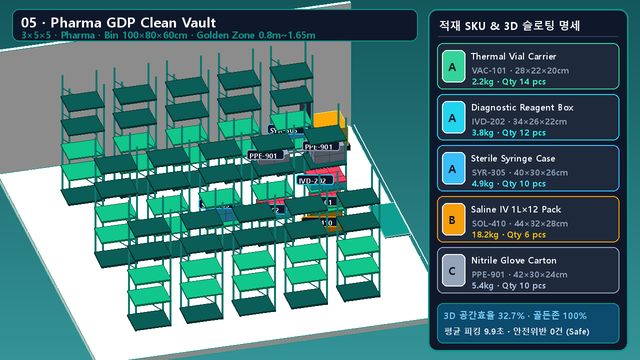 05 · Pharma GDP Clean Vault
3×5×5 · Pharma · Bin 100×80×60cm · Golden Zone 0.8m~1.65m
적재 SKU & 3D 슬로팅 명세
A
Thermal Vial Carrier
VAC-101 · 28×22×20cm
2.2kg · Qty 14 pcs
A
Diagnostic Reagent Box
IVD-202 · 34×26×22cm
3.8kg · Qty 12 pcs
A
Sterile Syringe Case
SYR-305 · 40×30×26cm
4.9kg · Qty 10 pcs
B
Saline IV 1L×12 Pack
SOL-410 · 44×32×28cm
18.2kg · Qty 6 pcs
C
Nitrile Glove Carton
PPE-901 · 42×30×24cm
5.4kg · Qty 10 pcs
3D 공간효율 32.7% · 골든존 100%
평균 피킹 9.9초 · 안전위반 0건 (Safe)
PPE-901
PPE-901
IVD-202